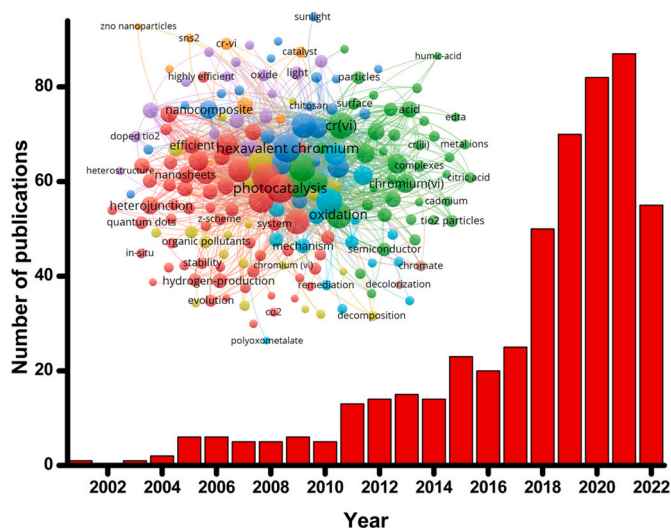 sunlight
zno nanoparticles
sns2
cr-vi
catalyst
humic-acid
highly efficient
oxide
light
particles
nanocomposite
chitosan
surface
acid
edta
cr(vi)
doped tio2
efficient
hexavalent chromium
cr(iii)
metal ions
heterostructure
nanosheets
complexes
citric acid
photocatalysis
chromium(vi)
heterojunction
cadmium
quantum dots
z-scheme
system
oxidation
tio2 particles
in-situ
organic pollutants
mechanism
semiconductor
stability
chromium (vi)
chromate
hydrogen-production
remediation
decolorization
evolution
co2
decomposition
polyoxometalate
Number of publications
80
60
40
20
0
2002 2004 2006 2008 2010 2012 2014 2016 2018 2020 2022
Year